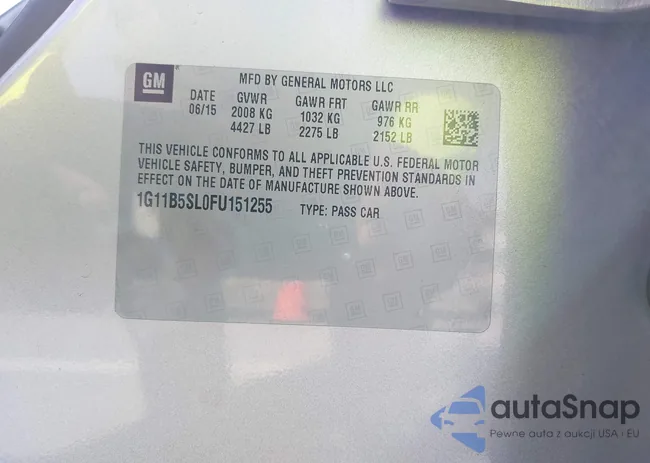 GM
MFD BY GENERAL MOTORS LLC
DATE GVWR GAWR FRT GAWR RR
06/15 2008 KG 1032 KG 976 KG
4427 LB 2275 LB 2152 LB
THIS VEHICLE CONFORMS TO ALL APPLICABLE U.S. FEDERAL MOTOR
VEHICLE SAFETY, BUMPER, AND THEFT PREVENTION STANDARDS IN
EFFECT ON THE DATE OF MANUFACTURE SHOWN ABOVE.
1G11B5SL0FU151255 TYPE: PASS CAR
autoSnap
Pewne auta z aukcji USA i EU